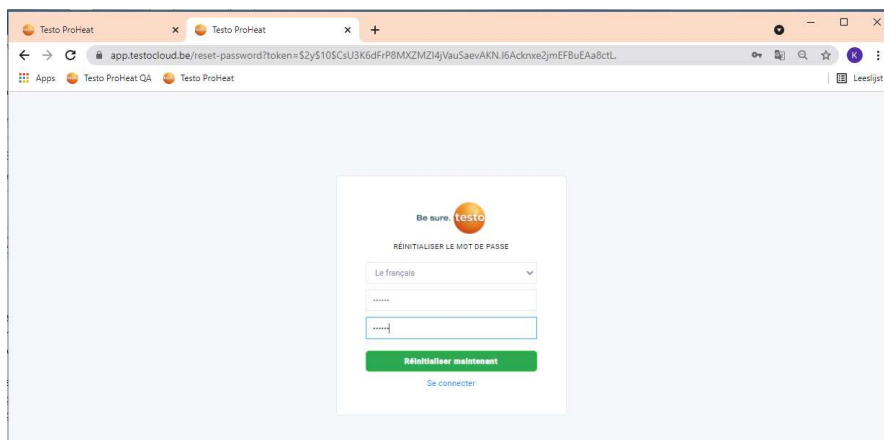 Testo ProHeat
Testo ProHeat
app.testocloud.be/reset-password?token=$2y$10$CsU3K6dFrP8MXZMZl4jVauSaevAKN.I6Acknxe2jmEFBuEAa8ctL.
K
Apps Testo ProHeat QA Testo ProHeat Leeslijst
Be sure. testo
RÉINITIALISER LE MOT DE PASSE
Le français
Réinitialiser maintenant
Se connecter